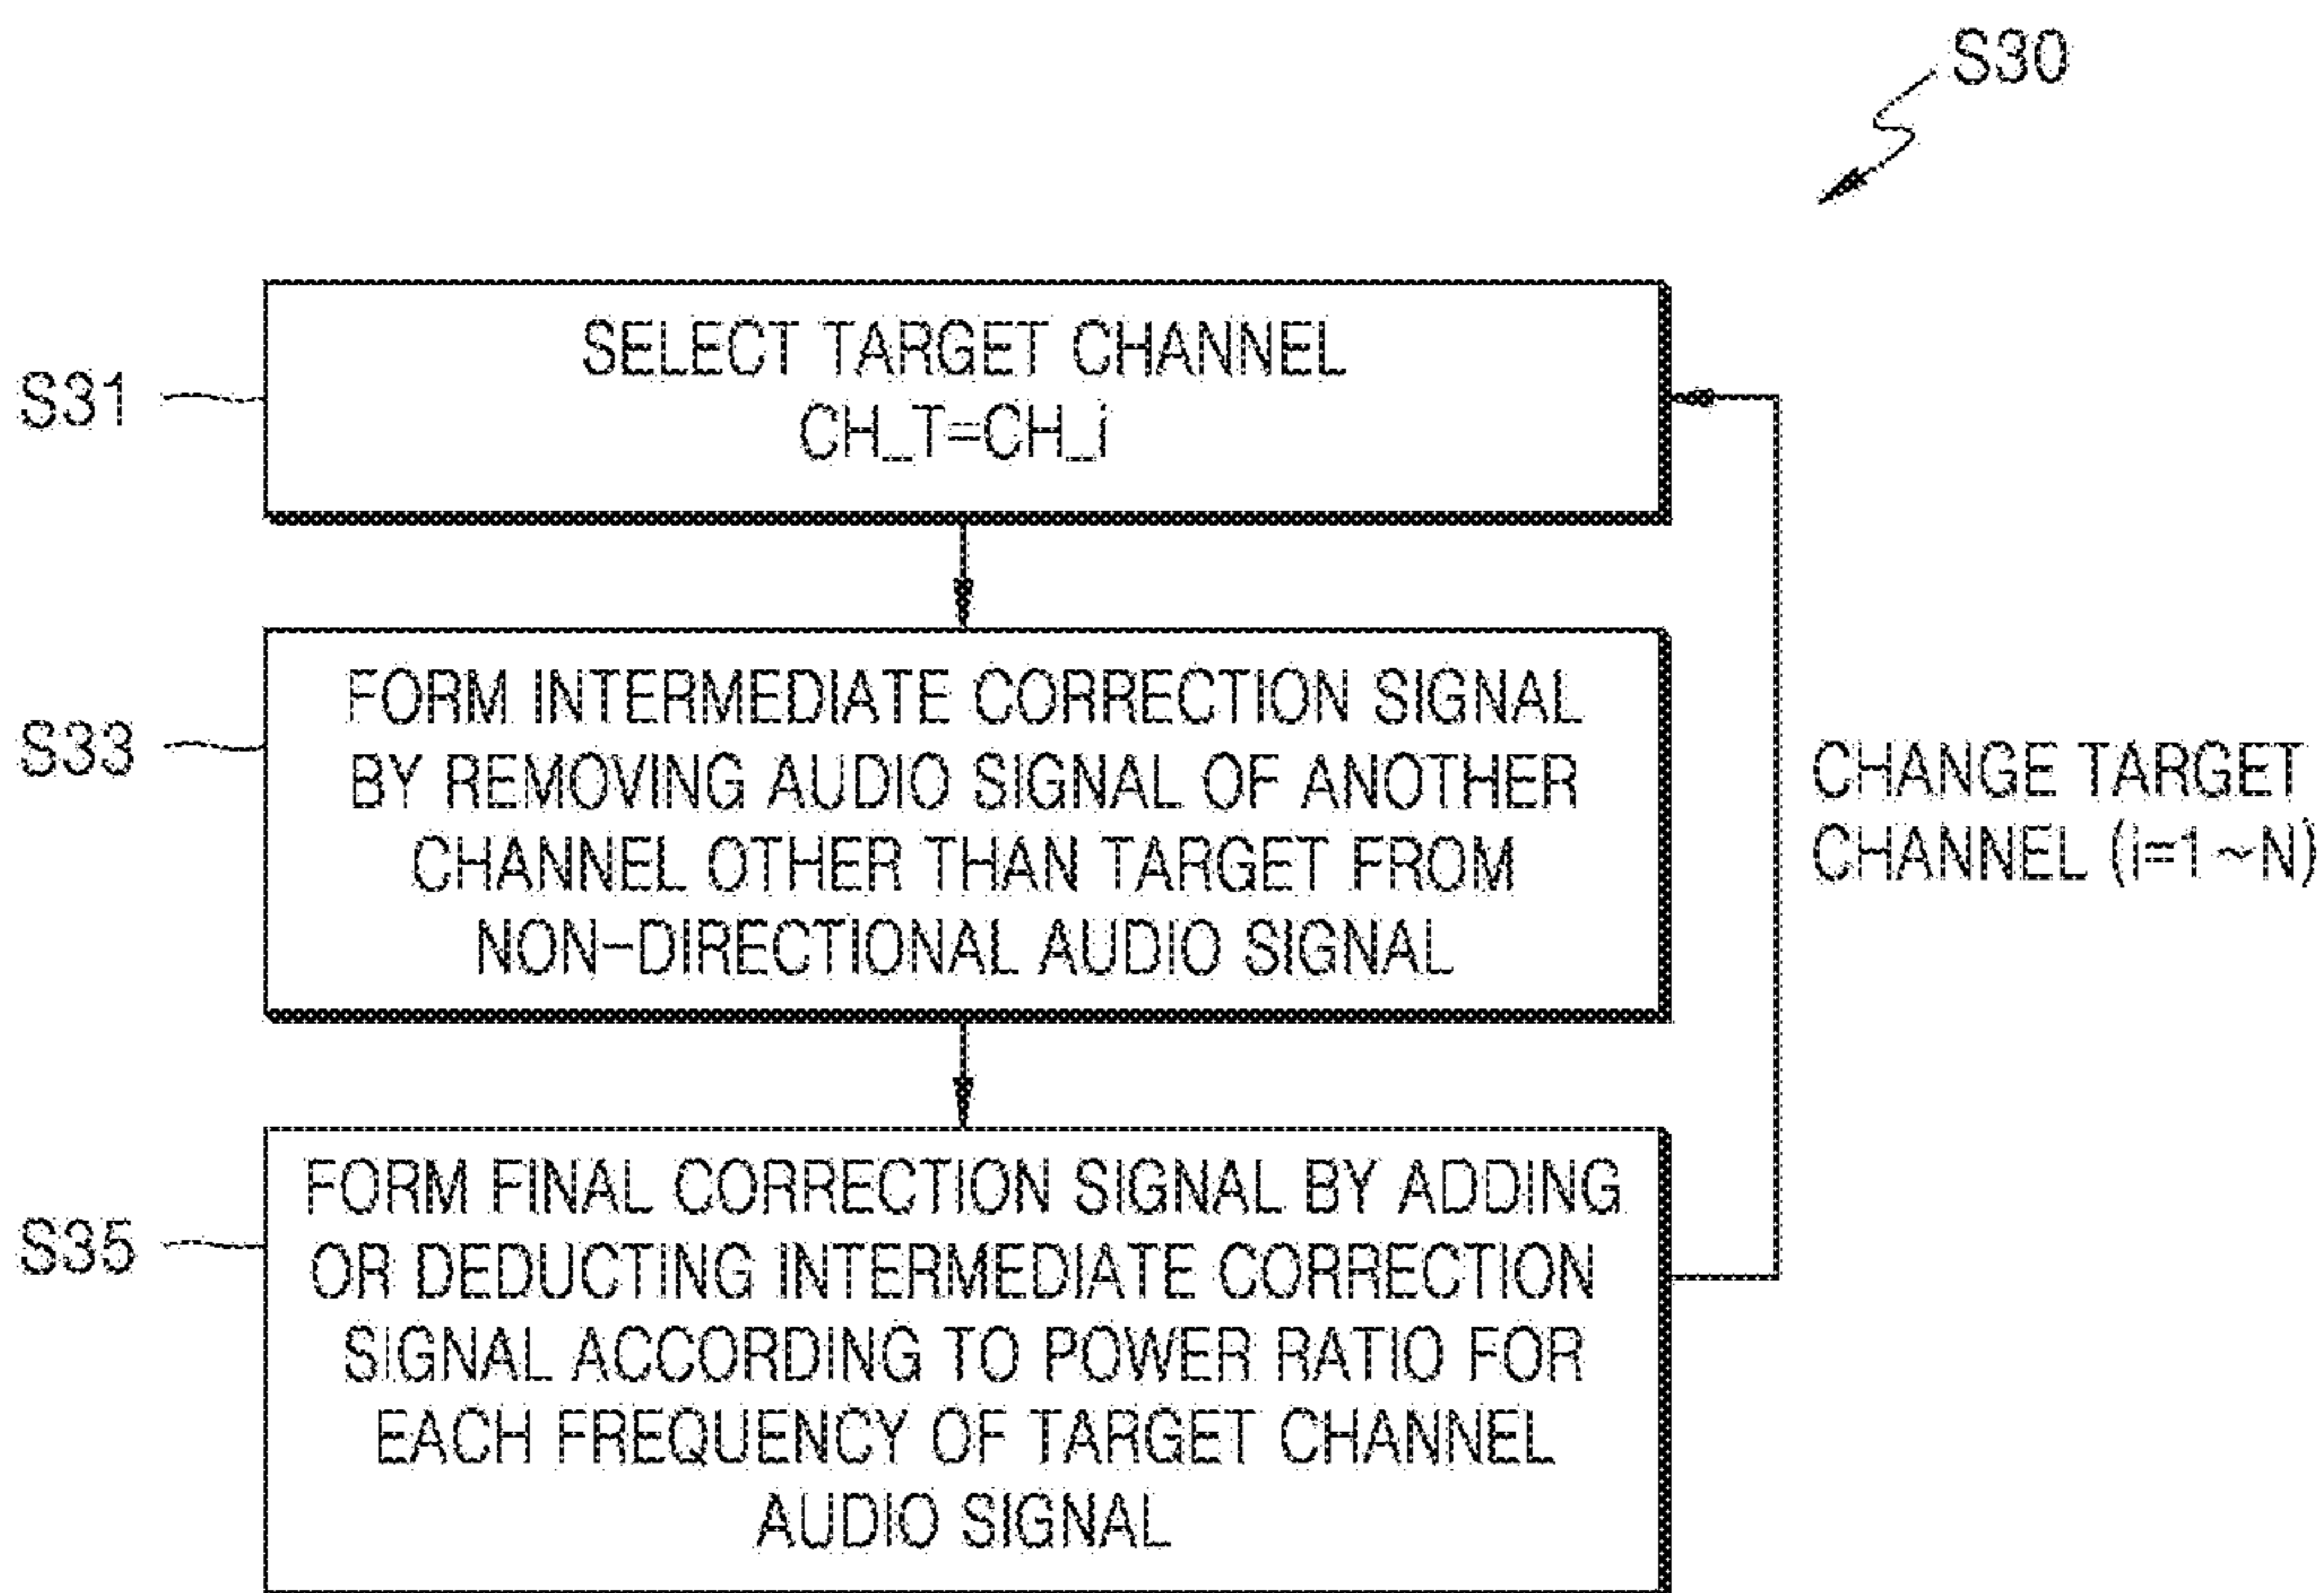 S30
S31
SELECT TARGET CHANNEL
CH_T=CH_i
S33
FORM INTERMEDIATE CORRECTION SIGNAL
BY REMOVING AUDIO SIGNAL OF ANOTHER
CHANNEL OTHER THAN TARGET FROM
NON-DIRECTIONAL AUDIO SIGNAL
CHANGE TARGET
CHANNEL (i=1~N)
S35
FORM FINAL CORRECTION SIGNAL BY ADDING
OR DEDUCTING INTERMEDIATE CORRECTION
SIGNAL ACCORDING TO POWER RATIO FOR
EACH FREQUENCY OF TARGET CHANNEL
AUDIO SIGNAL